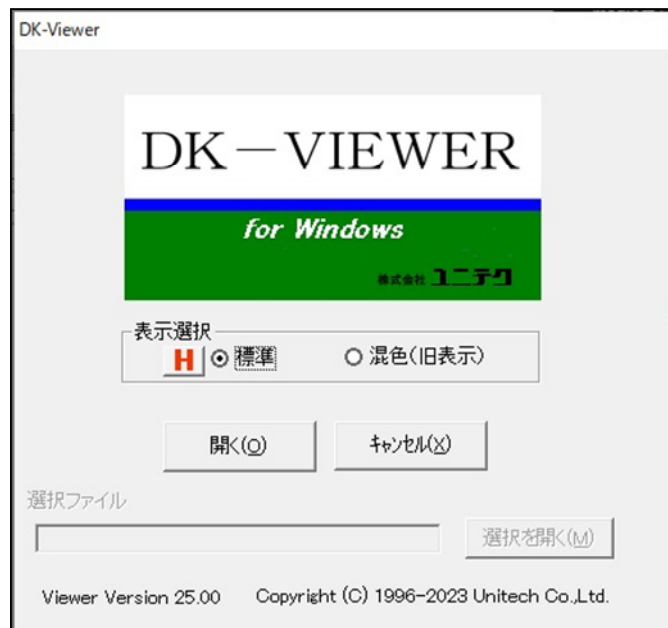 DK-Viewer
DK－VIEWER
for Windows
株式会社 ユニテク
表示選択
H 標準 混色(旧表示)
開く(O) ｷｬﾝｾﾙ(X)
選択ファイル
選択を開く(M)
Viewer Version 25.00 Copyright (C) 1996-2023 Unitech Co.,Ltd.